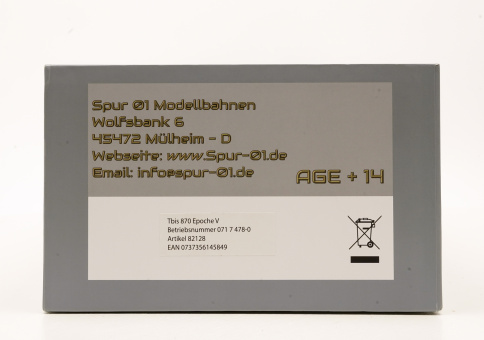 Spur 01 Modellbahnen
Wolfsbank 6
45472 Mülheim - D
Webseite: www.Spur-01.de
Email: info@spur-01.de
AGE + 14
Tbis 870 Epoche V
Betriebsnummer 071 7 478-0
Artikel 82128
EAN 0737356145849